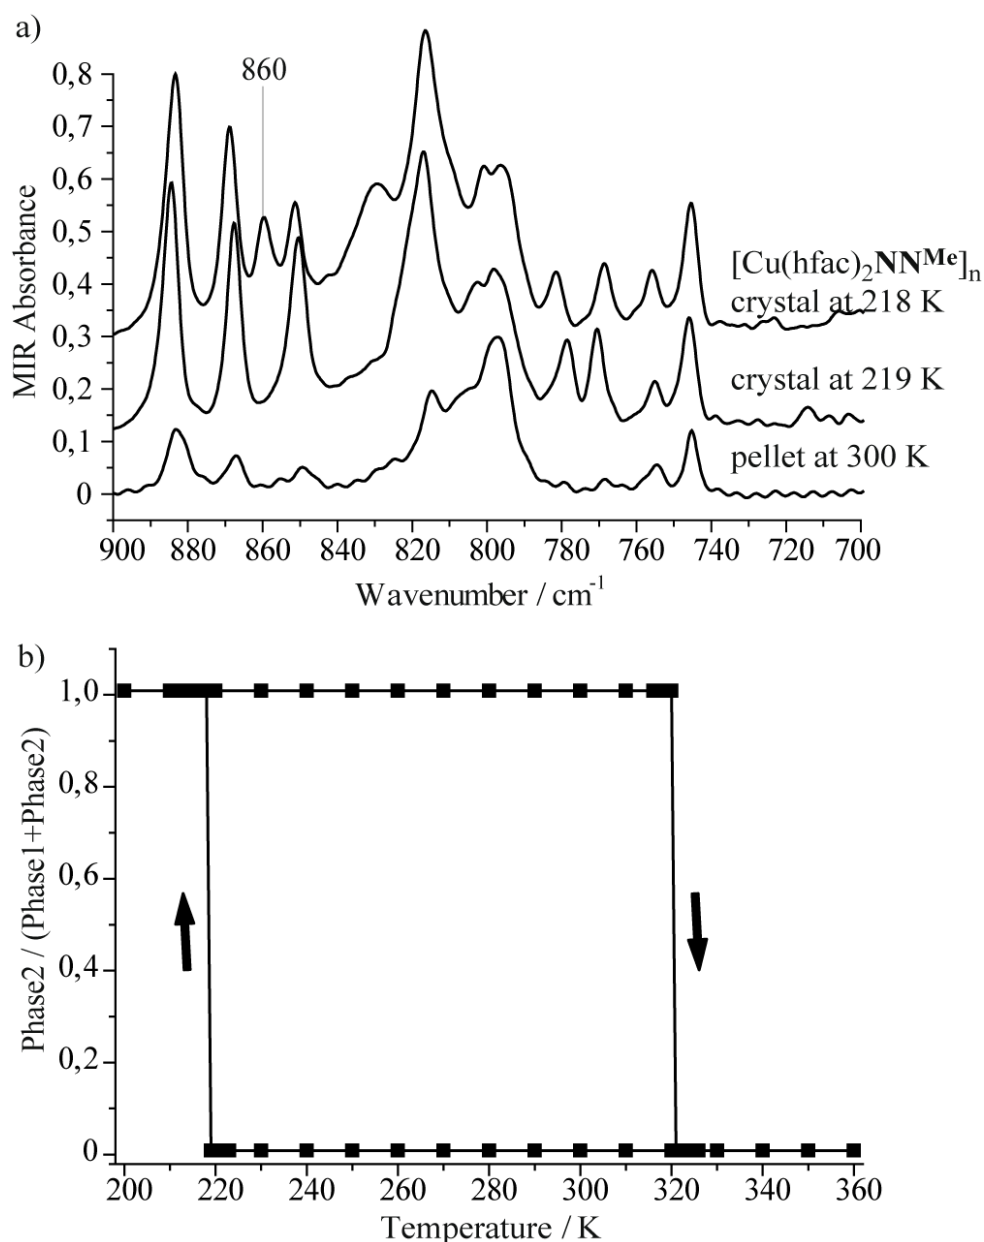 a)
860
0,8
0,7
0,6
0,5
0,4
0,3
0,2
0,1
0
MIR Absorbance
[Cu(hfac)2NN^Me]n
crystal at 218 K
crystal at 219 K
pellet at 300 K
900 880 860 840 820 800 780 760 740 720 700
Wavenumber / cm-1
b)
1,0
0,8
0,6
0,4
0,2
0
Phase2 / (Phase1+Phase2)
200 220 240 260 280 300 320 340 360
Temperature / K